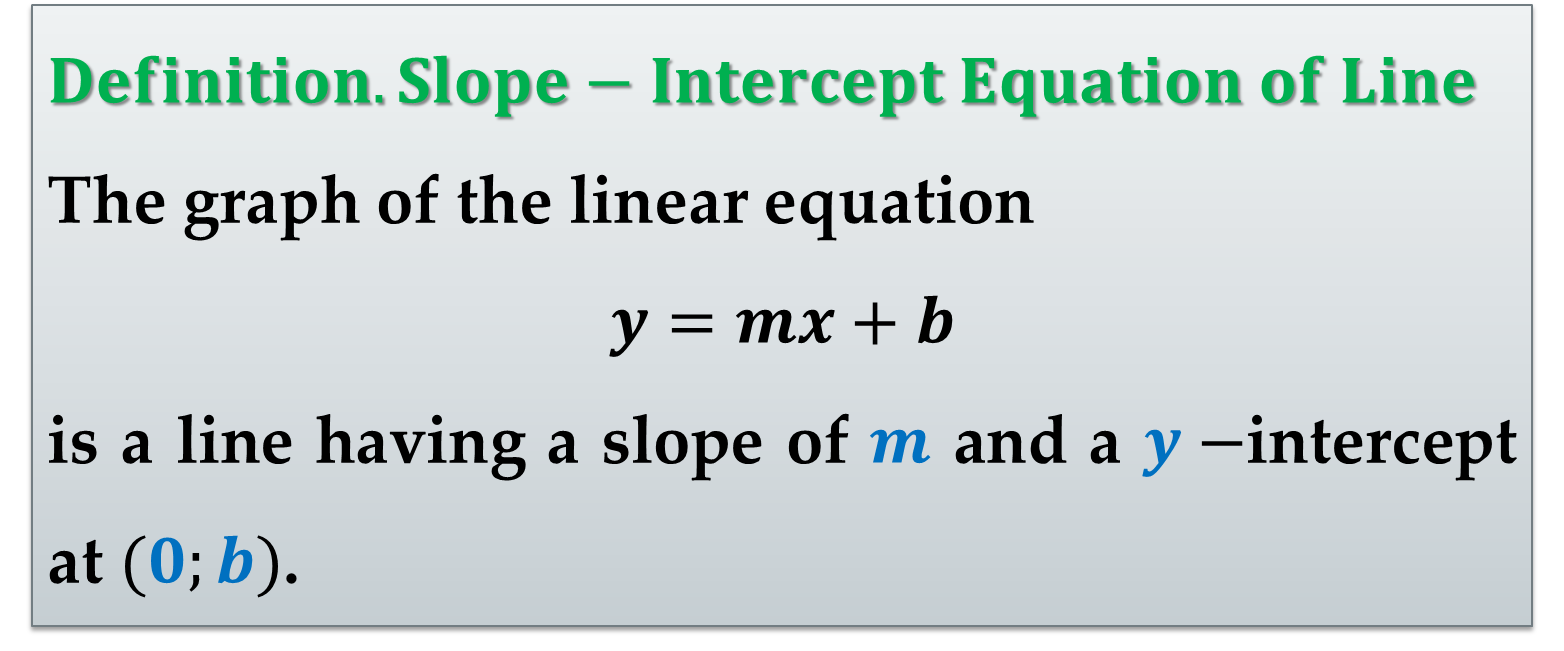 Definition. Slope − Intercept Equation of Line
The graph of the linear equation
y = mx + b
is a line having a slope of m and a y −intercept
at (0; b).